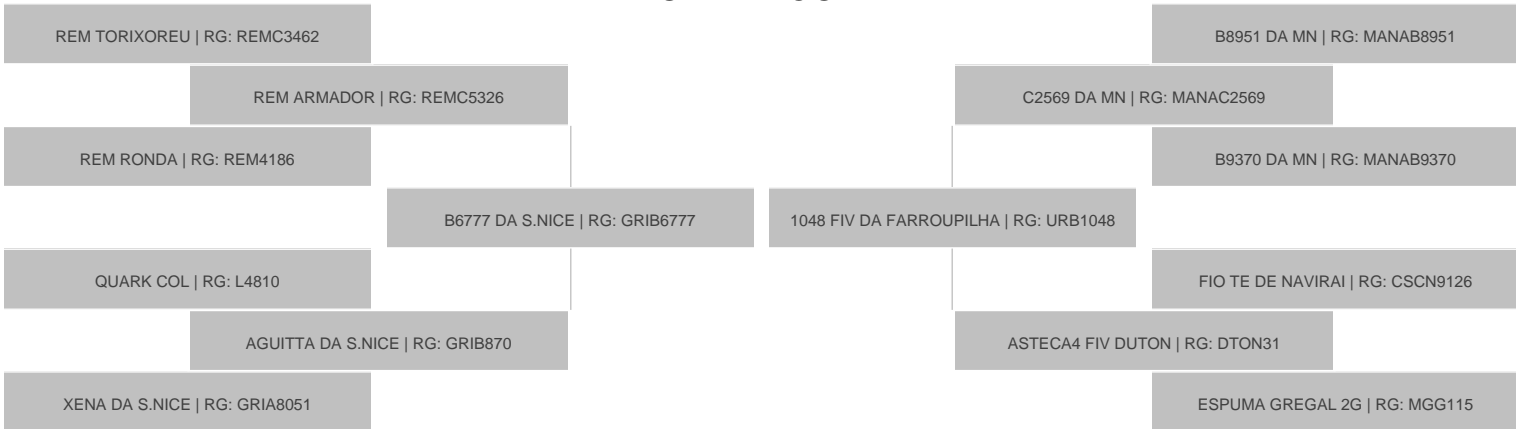 REM TORIXOREU | RG: REMC3462
B8951 DA MN | RG: MANAB8951
REM ARMADOR | RG: REMC5326
C2569 DA MN | RG: MANAC2569
REM RONDA | RG: REM4186
B9370 DA MN | RG: MANAB9370
B6777 DA S.NICE | RG: GRIB6777
1048 FIV DA FARROUPILHA | RG: URB1048
QUARK COL | RG: L4810
FIO TE DE NAVIRAI | RG: CSCN9126
AGUITTA DA S.NICE | RG: GRIB870
ASTECA4 FIV DUTON | RG: DTON31
XENA DA S.NICE | RG: GRIA8051
ESPUMA GREGAL 2G | RG: MGG115